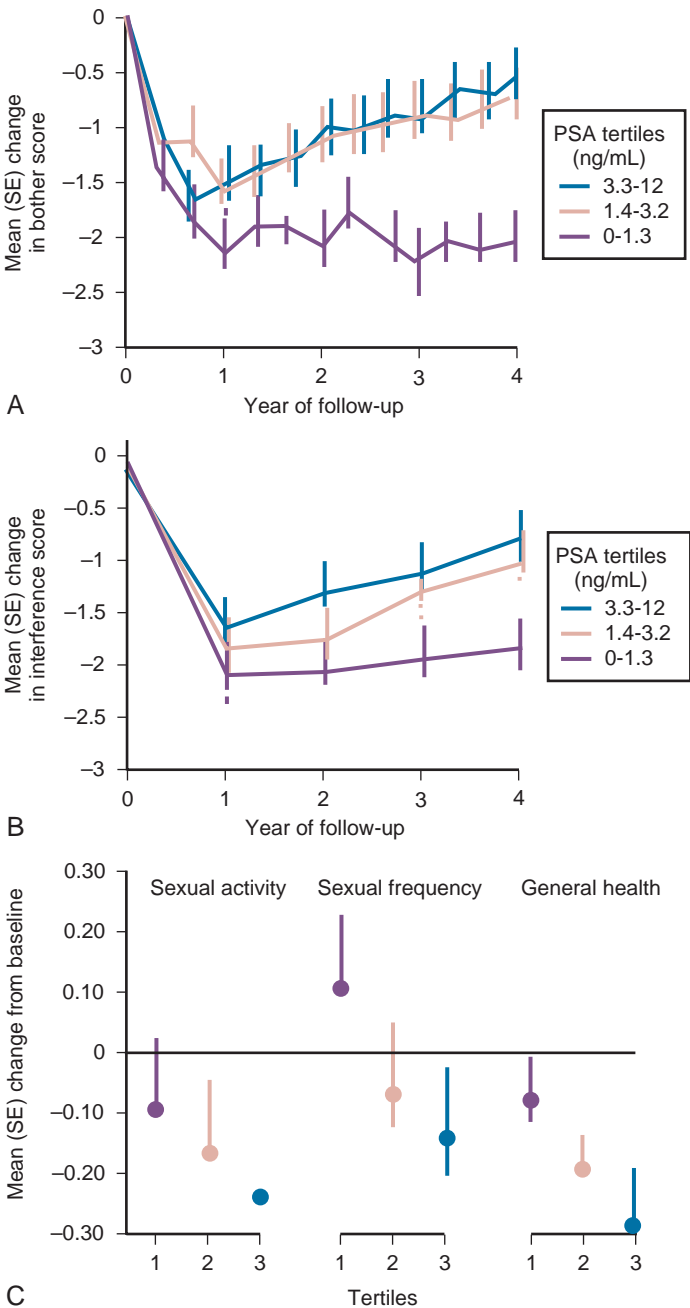 0
–0.5
–1
–1.5
–2
–2.5
–3
Mean (SE) change
in bother score
0 1 2 3 4
Year of follow-up
A
PSA tertiles
(ng/mL)
3.3-12
1.4-3.2
0-1.3
0
–0.5
–1
–1.5
–2
–2.5
–3
Mean (SE) change
in interference score
0 1 2 3 4
Year of follow-up
B
PSA tertiles
(ng/mL)
3.3-12
1.4-3.2
0-1.3
0.30
0.20
0.10
0
–0.10
–0.20
–0.30
Mean (SE) change from baseline
Sexual activity Sexual frequency General health
1 2 3 1 2 3 1 2 3
Tertiles
C